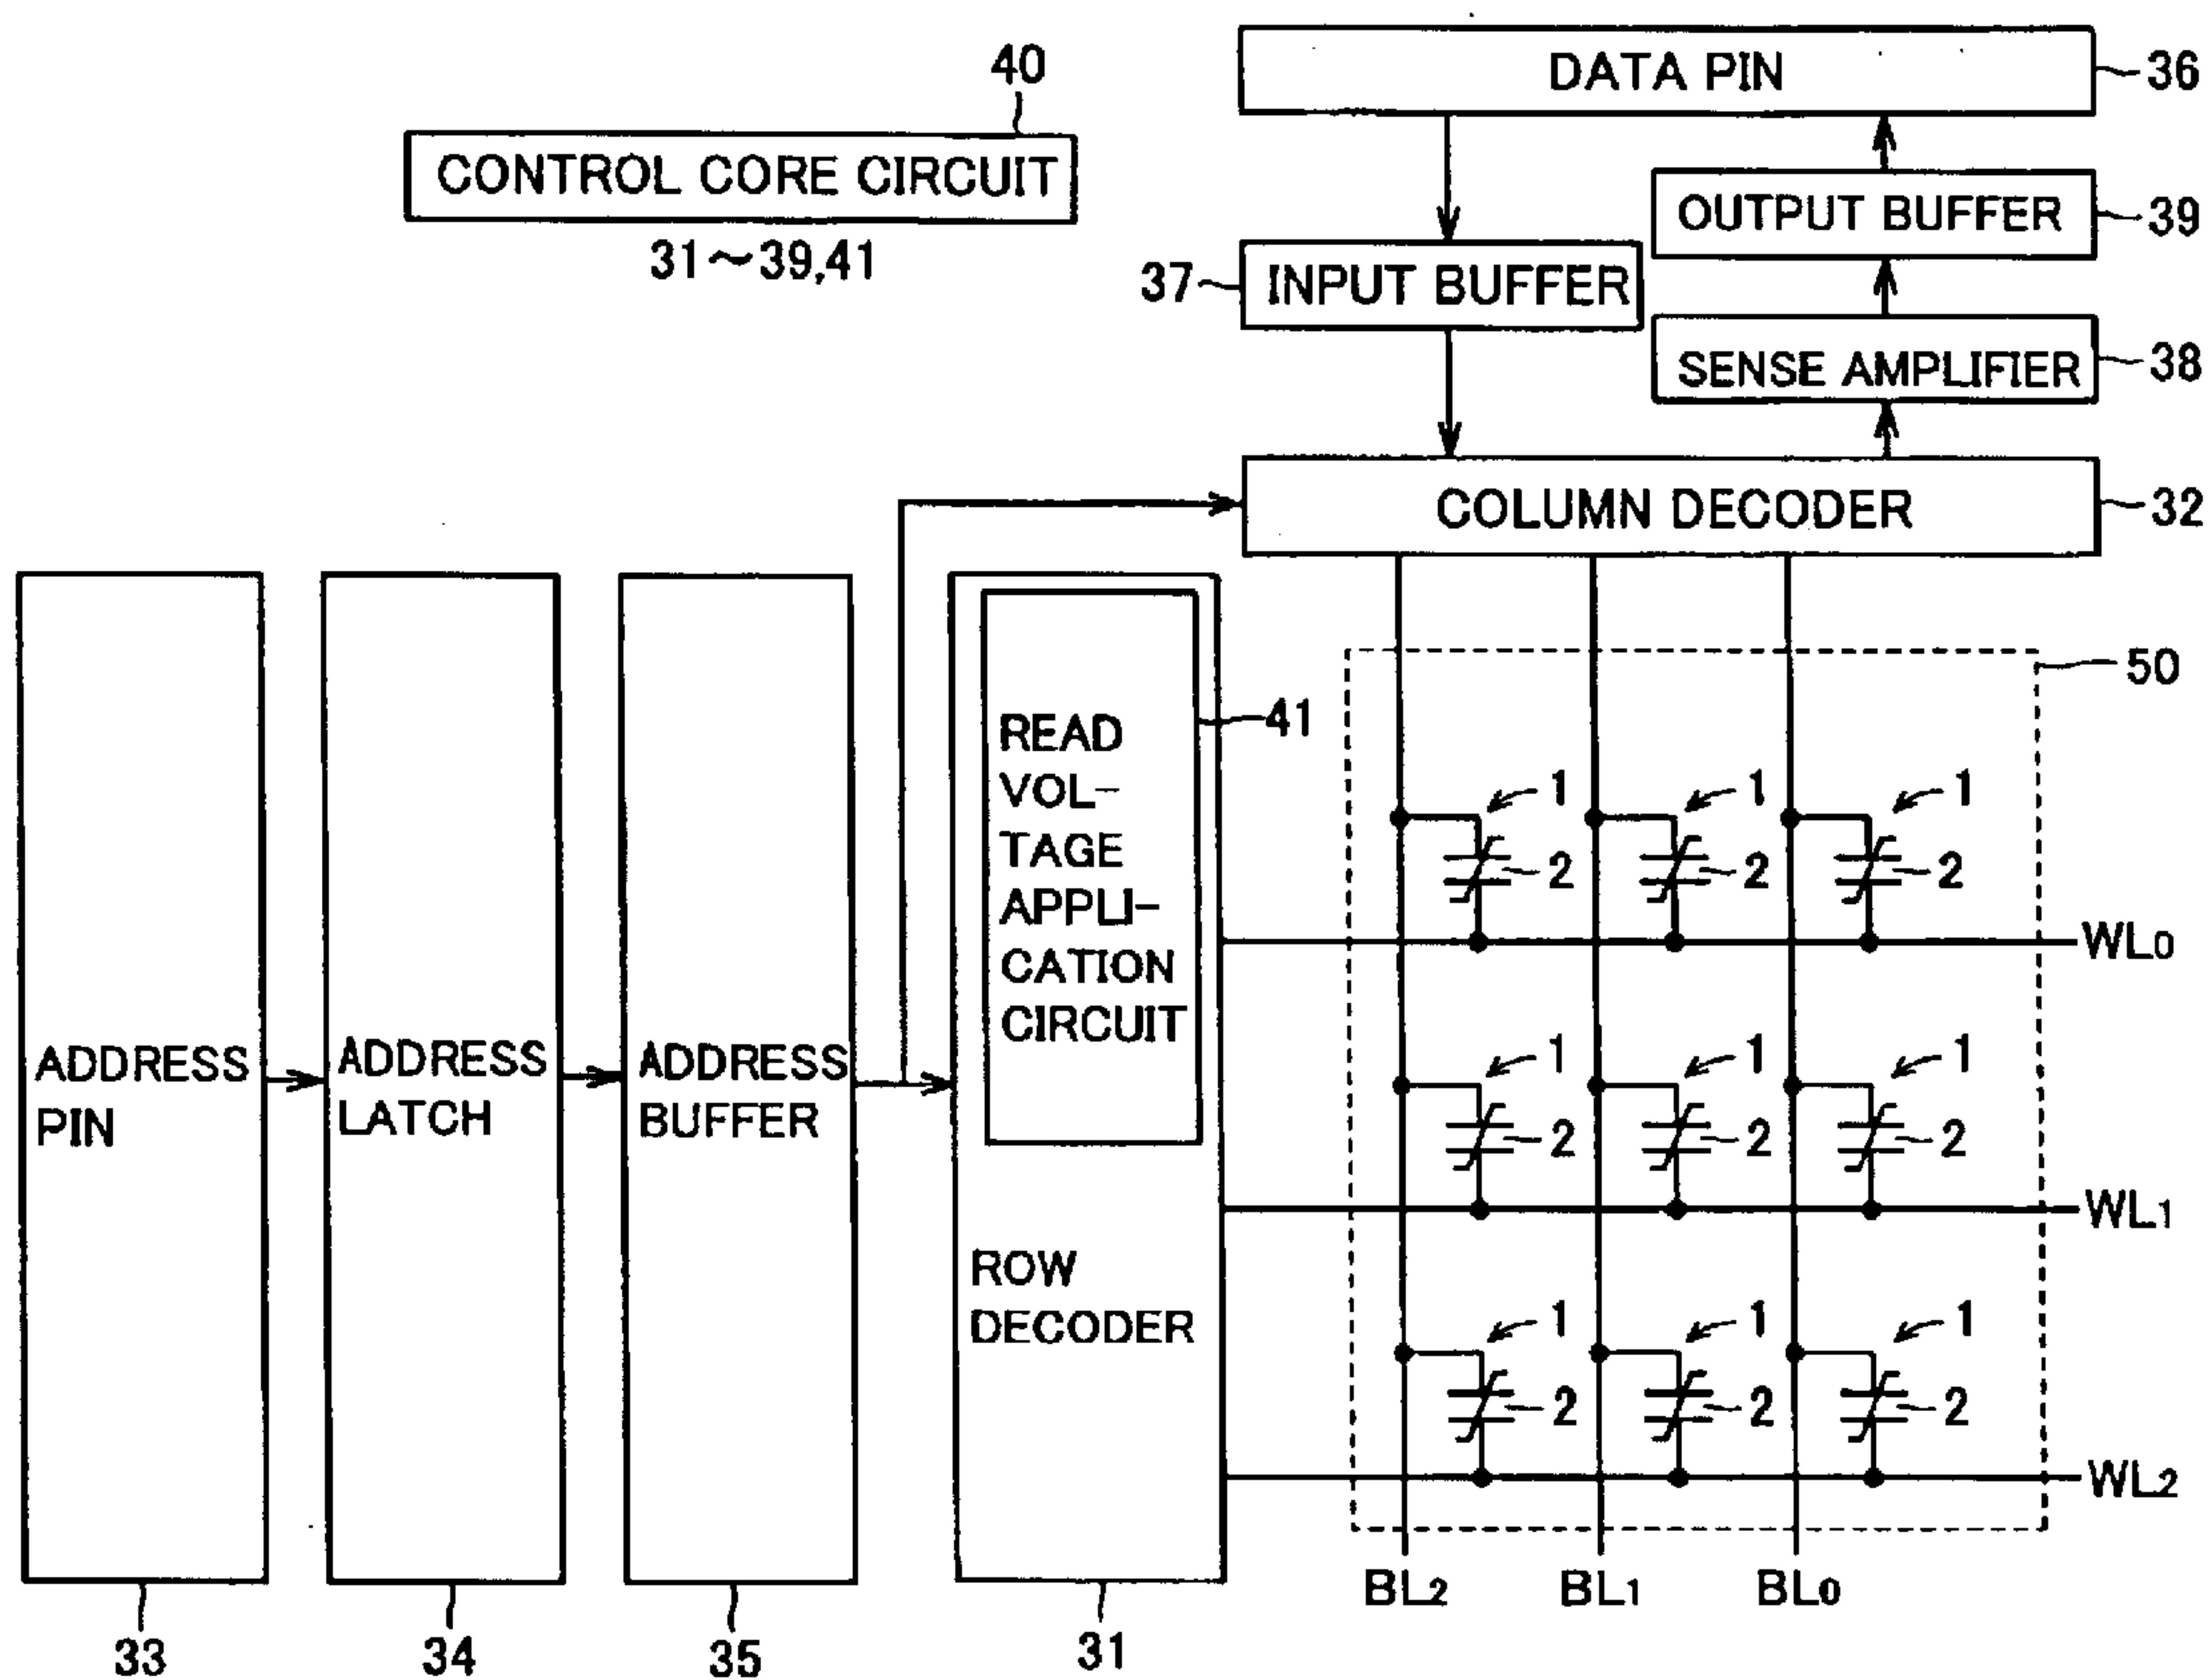 40
CONTROL CORE CIRCUIT
31~39,41
DATA PIN
36
OUTPUT BUFFER
39
37
INPUT BUFFER
SENSE AMPLIFIER
38
COLUMN DECODER
32
50
ADDRESS
PIN
33
ADDRESS
LATCH
34
ADDRESS
BUFFER
35
READ
VOL-
TAGE
APPLI-
CATION
CIRCUIT
41
ROW
DECODER
31
1 1 1
2 2 2
WL0
1 1 1
2 2 2
WL1
1 1 1
2 2 2
WL2
BL2 BL1 BL0